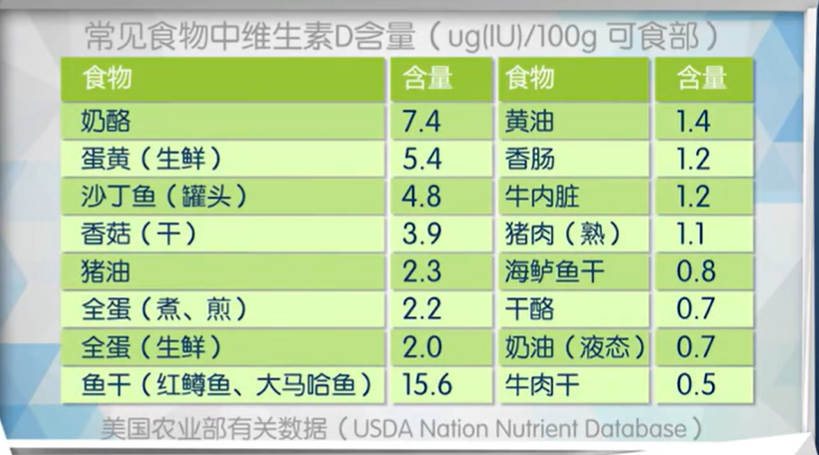 常见食物中维生素D含量（ug(IU)/100g 可食部）
食物 含量 食物 含量
奶酪 7.4 黄油 1.4
蛋黄（生鲜） 5.4 香肠 1.2
沙丁鱼（罐头） 4.8 牛内脏 1.2
香菇（干） 3.9 猪肉（熟） 1.1
猪油 2.3 海鲈鱼干 0.8
全蛋（煮、煎） 2.2 干酪 0.7
全蛋（生鲜） 2.0 奶油（液态） 0.7
鱼干（红鳟鱼、大马哈鱼） 15.6 牛肉干 0.5
美国农业部有关数据（USDA Nation Nutrient Database）